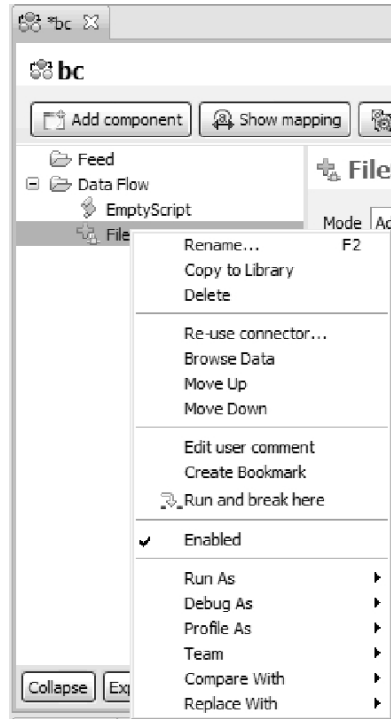 *bc
bc
Add component Show mapping
Feed
Data Flow
EmptyScript
File
File
Mode
Rename... F2
Copy to Library
Delete
Re-use connector...
Browse Data
Move Up
Move Down
Edit user comment
Create Bookmark
Run and break here
Enabled
Run As
Debug As
Profile As
Team
Compare With
Replace With
Collapse